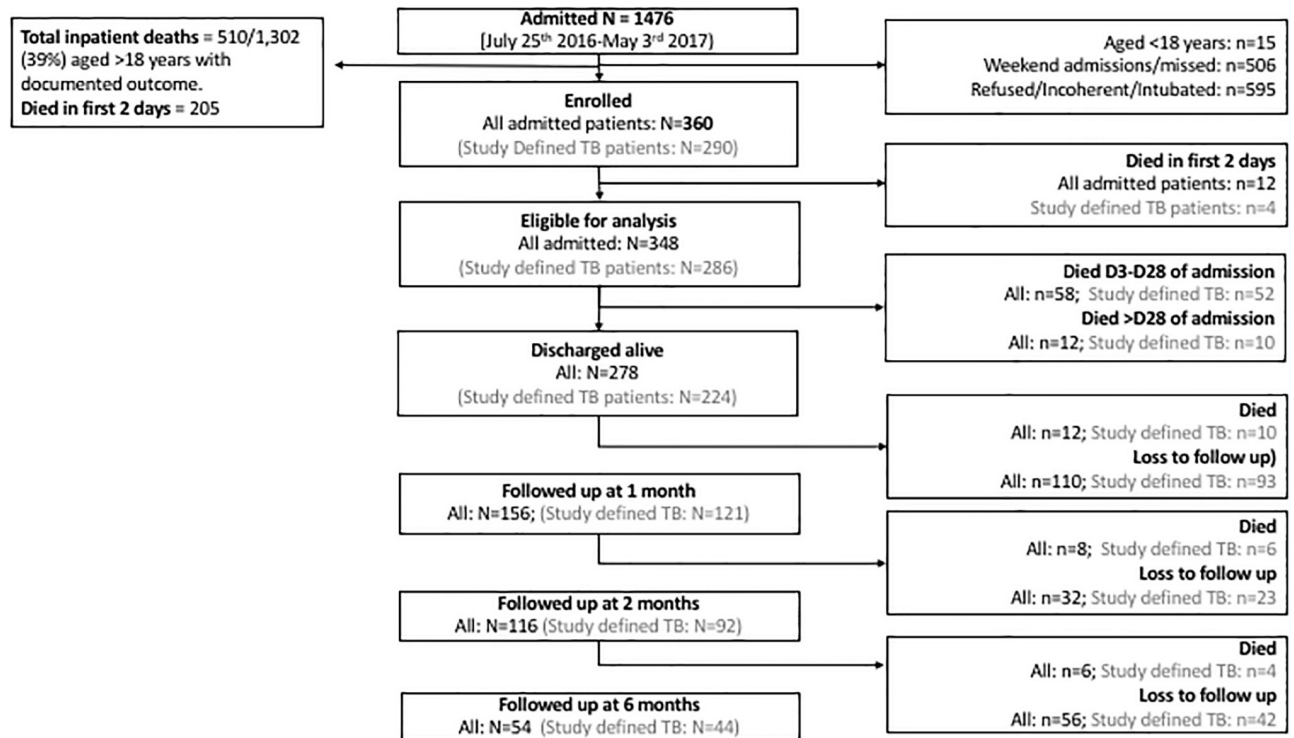 Admitted N = 1476
(July 25th 2016-May 3rd 2017)
Total inpatient deaths = 510/1,302
(39%) aged >18 years with
documented outcome.
Died in first 2 days = 205
Aged <18 years: n=15
Weekend admissions/missed: n=506
Refused/Incoherent/Intubated: n=595
Enrolled
All admitted patients: N=360
(Study Defined TB patients: N=290)
Died in first 2 days
All admitted patients: n=12
Study defined TB patients: n=4
Eligible for analysis
All admitted: N=348
(Study defined TB patients: N=286)
Died D3-D28 of admission
All: n=58; Study defined TB: n=52
Died >D28 of admission
All: n=12; Study defined TB: n=10
Discharged alive
All: N=278
(Study defined TB patients: N=224)
Died
All: n=12; Study defined TB: n=10
Loss to follow up)
All: n=110; Study defined TB: n=93
Followed up at 1 month
All: N=156; (Study defined TB: N=121)
Died
All: n=8; Study defined TB: n=6
Loss to follow up
All: n=32; Study defined TB: n=23
Followed up at 2 months
All: N=116 (Study defined TB: N=92)
Died
All: n=6; Study defined TB: n=4
Loss to follow up
All: n=56; Study defined TB: n=42
Followed up at 6 months
All: N=54 (Study defined TB: N=44)